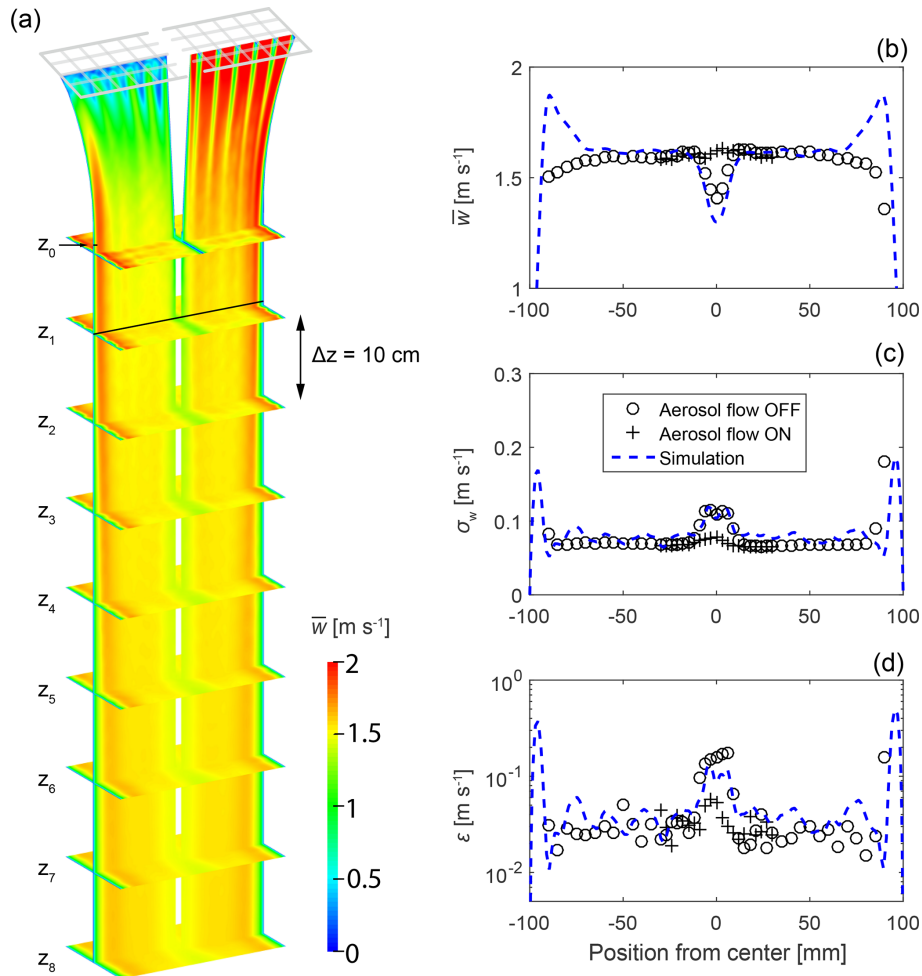 (a)
z0
z1
Δz = 10 cm
z2
z3
z4
w̅ [m s-1]
2
1.5
1
0.5
0
z5
z6
z7
z8
(b)
2
1.5
1
w̅ [m s-1]
-100 -50 0 50 100
(c)
0.3
0.2
0.1
0
σw [m s-1]
Aerosol flow OFF
Aerosol flow ON
Simulation
-100 -50 0 50 100
(d)
100
10-1
10-2
ε [m s-1]
-100 -50 0 50 100
Position from center [mm]